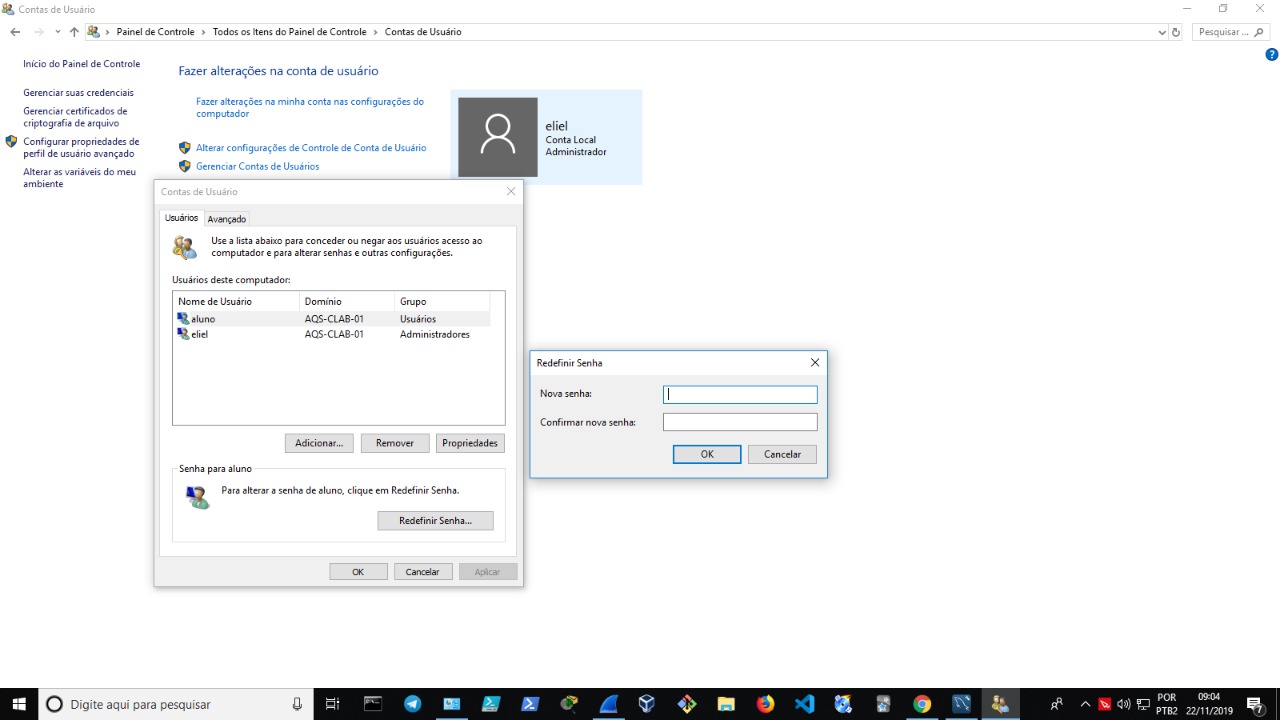 Contas de Usuário
Painel de Controle
Todos os Itens do Painel de Controle
Contas de Usuário
Pesquisar ...
Início do Painel de Controle
Gerenciar suas credenciais
Gerenciar certificados de
criptografia de arquivo
Configurar propriedades de
perfil de usuário avançado
Alterar as variáveis do meu
ambiente
Fazer alterações na conta de usuário
Fazer alterações na minha conta nas configurações do
computador
Alterar configurações de Controle de Conta de Usuário
Gerenciar Contas de Usuários
eliel
Conta Local
Administrador
Contas de Usuário
Usuários
Avançado
Use a lista abaixo para conceder ou negar aos usuários acesso ao
computador e para alterar senhas e outras configurações.
Usuários deste computador:
Nome de Usuário Domínio Grupo
aluno AQS-CLAB-01 Usuários
eliel AQS-CLAB-01 Administradores
Adicionar... Remover Propriedades
Senha para aluno
Para alterar a senha de aluno, clique em Redefinir Senha.
Redefinir Senha...
OK Cancelar Aplicar
Redefinir Senha
Nova senha:
Confirmar nova senha:
OK Cancelar
Digite aqui para pesquisar
POR
PTB2
09:04
22/11/2019
7